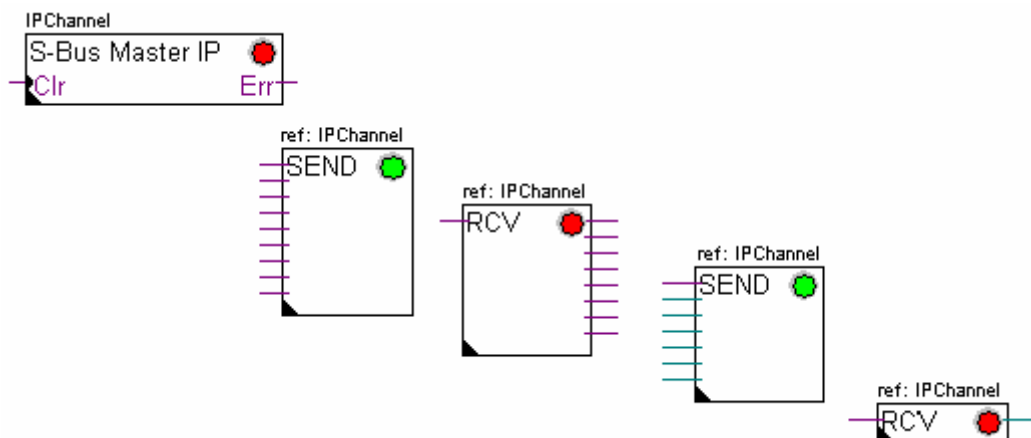 IPChannel
S-Bus Master IP
Clr Err
ref: IPChannel
SEND
ref: IPChannel
RCV
ref: IPChannel
SEND
ref: IPChannel
RCV